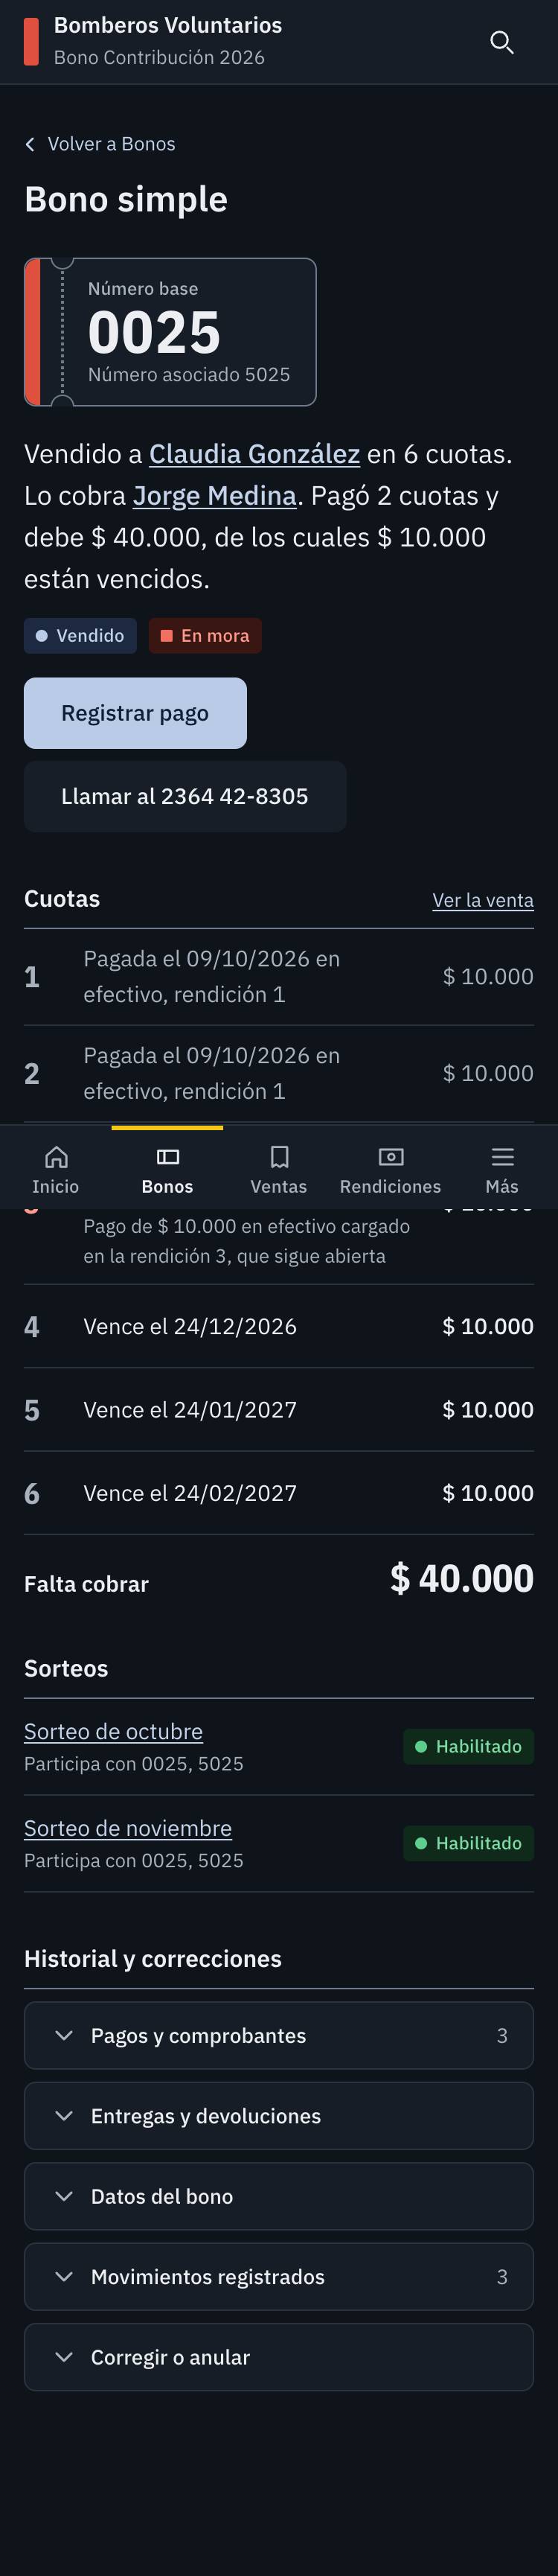 Bomberos Voluntarios
Bono Contribución 2026
Volver a Bonos
Bono simple
Número base
0025
Número asociado 5025
Vendido a Claudia González en 6 cuotas.
Lo cobra Jorge Medina. Pagó 2 cuotas y
debe $ 40.000, de los cuales $ 10.000
están vencidos.
Vendido
En mora
Registrar pago
Llamar al 2364 42-8305
Cuotas
Ver la venta
1
Pagada el 09/10/2026 en
efectivo, rendición 1
$ 10.000
2
Pagada el 09/10/2026 en
efectivo, rendición 1
$ 10.000
Inicio
Bonos
Ventas
Rendiciones
Más
Pago de $ 10.000 en efectivo cargado
en la rendición 3, que sigue abierta
4
Vence el 24/12/2026
$ 10.000
5
Vence el 24/01/2027
$ 10.000
6
Vence el 24/02/2027
$ 10.000
Falta cobrar
$ 40.000
Sorteos
Sorteo de octubre
Participa con 0025, 5025
Habilitado
Sorteo de noviembre
Participa con 0025, 5025
Habilitado
Historial y correcciones
Pagos y comprobantes
3
Entregas y devoluciones
Datos del bono
Movimientos registrados
3
Corregir o anular